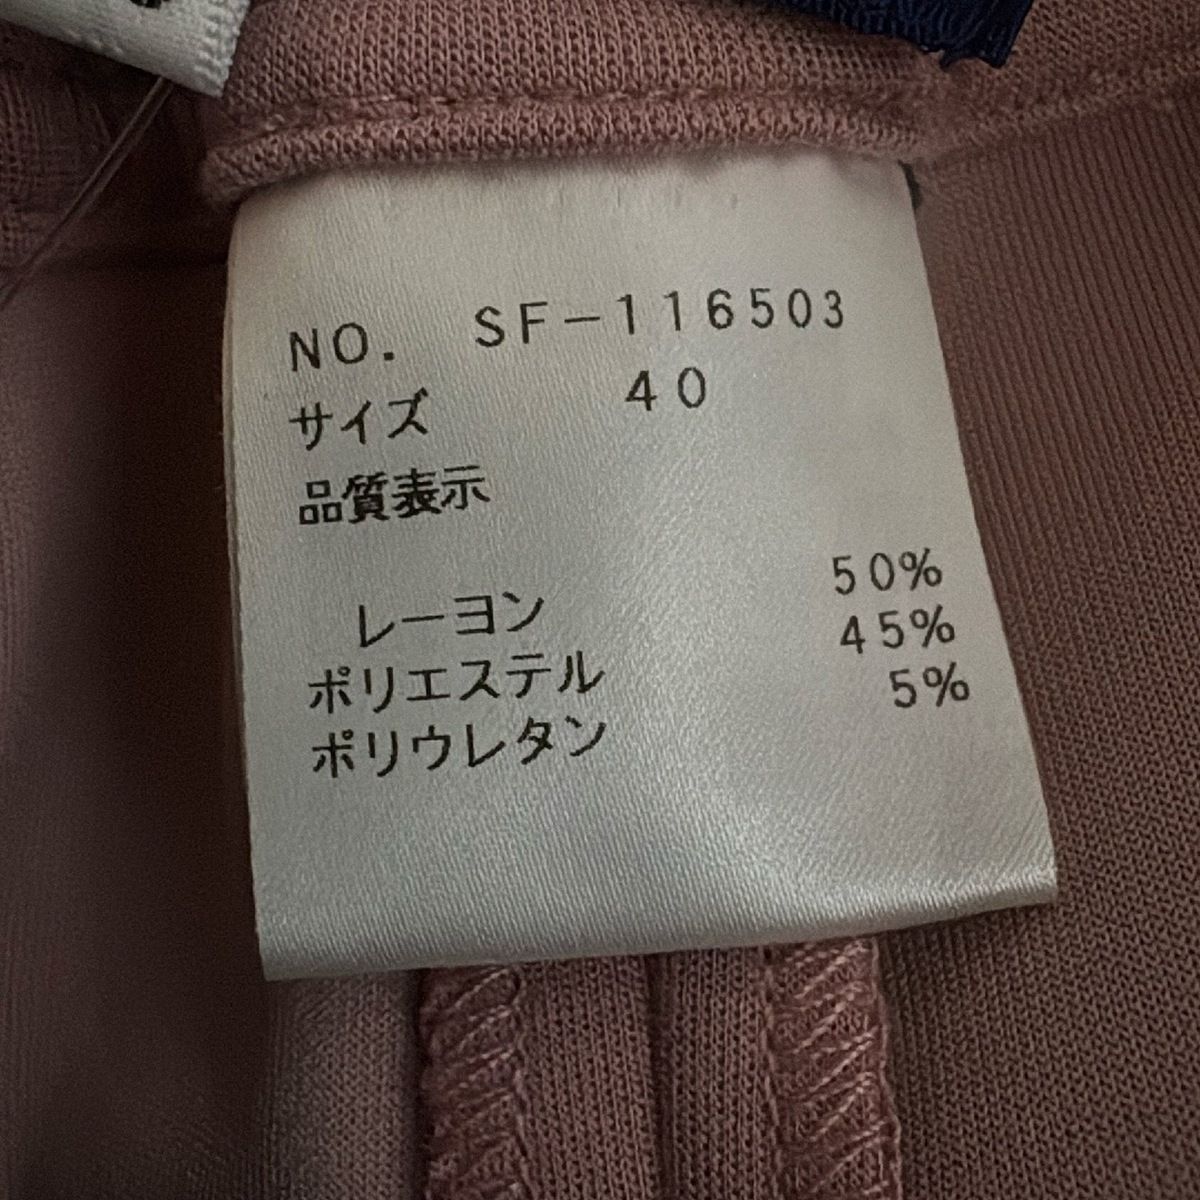 NO. SF-116503
サイズ 40
品質表示
レーヨン 50%
ポリエステル 45%
ポリウレタン 5%